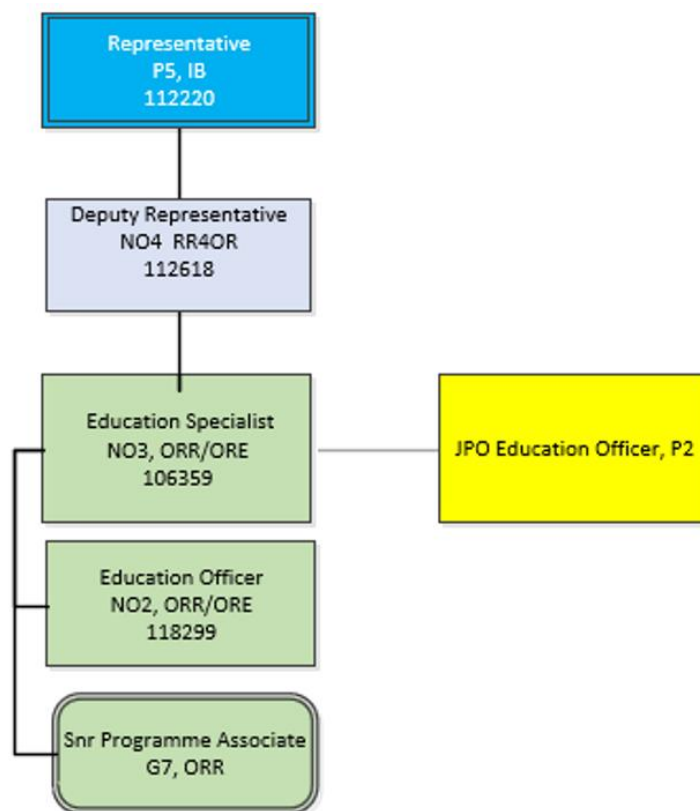 Representative
P5, IB
112220
Deputy Representative
NO4 RR4OR
112618
Education Specialist
NO3, ORR/ORE
106359
JPO Education Officer, P2
Education Officer
NO2, ORR/ORE
118299
Snr Programme Associate
G7, ORR